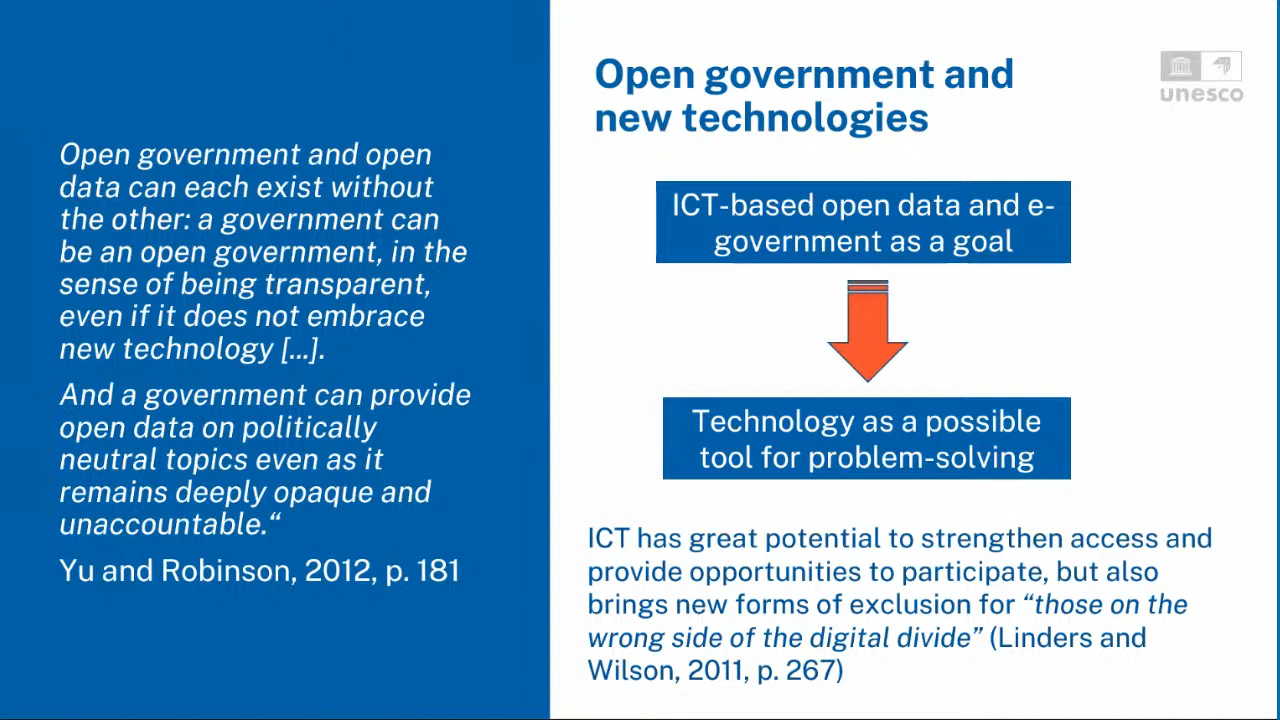 Open government and open
data can each exist without
the other: a government can
be an open government, in the
sense of being transparent,
even if it does not embrace
new technology [...].
And a government can provide
open data on politically
neutral topics even as it
remains deeply opaque and
unaccountable.“
Yu and Robinson, 2012, p. 181
Open government and
new technologies
unesco
ICT-based open data and e-
government as a goal
Technology as a possible
tool for problem-solving
ICT has great potential to strengthen access and
provide opportunities to participate, but also
brings new forms of exclusion for “those on the
wrong side of the digital divide” (Linders and
Wilson, 2011, p. 267)